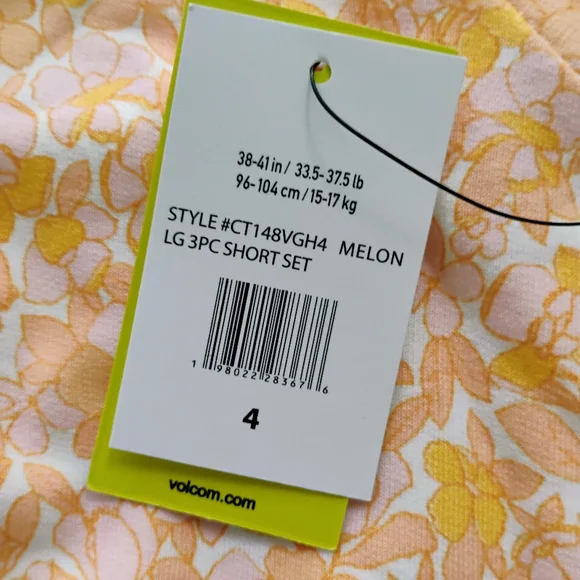 38-41 in / 33.5-37.5 lb
96-104 cm / 15-17 kg
STYLE #CT148VGH4 MELON
LG 3PC SHORT SET
1 98022 28367 6
4
volcom.com